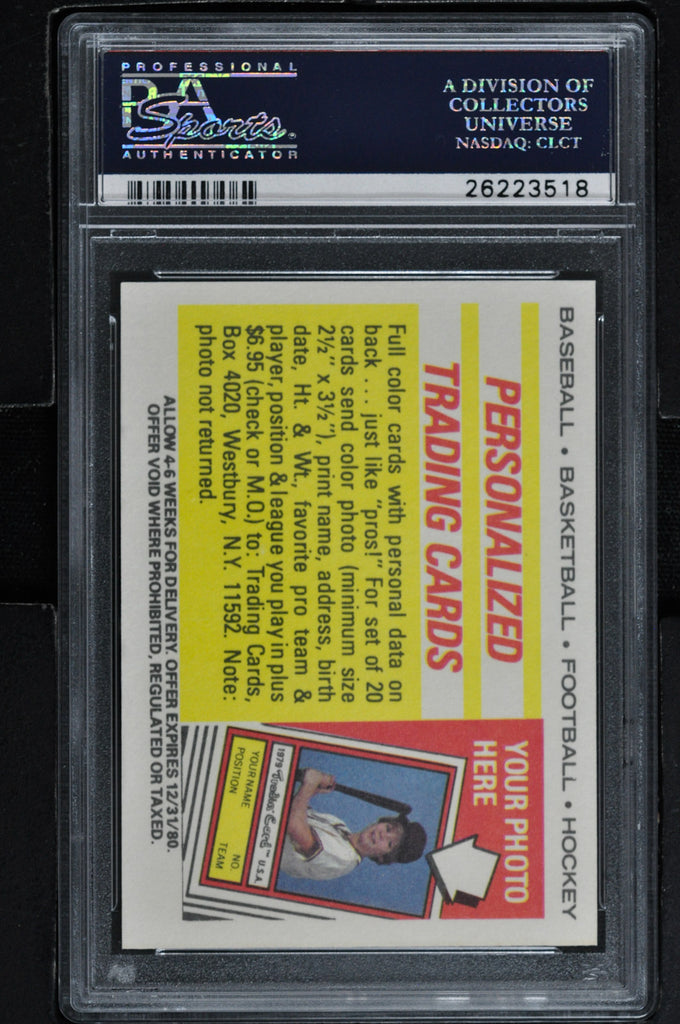 PROFESSIONAL
PSA
Sports.
AUTHENTICATOR
A DIVISION OF
COLLECTORS
UNIVERSE
NASDAQ: CLCT
26223518
BASEBALL • BASKETBALL • FOOTBALL • HOCKEY
PERSONALIZED
TRADING CARDS
Full color cards with personal data on
back . . . just like "pros!" For set of 20
cards send color photo (minimum size
2½" x 3½"), print name, address, birth
date, Ht. & Wt., favorite pro team &
player, position & league you play in plus
$6.95 (check or M.O.) to: Trading Cards,
Box 4020, Westbury, N.Y. 11592. Note:
photo not returned.
YOUR PHOTO
HERE
1979 Trading Card™ U.S.A.
YOUR NAME NO.
POSITION TEAM
ALLOW 4-6 WEEKS FOR DELIVERY. OFFER EXPIRES 12/31/80.
OFFER VOID WHERE PROHIBITED, REGULATED OR TAXED.